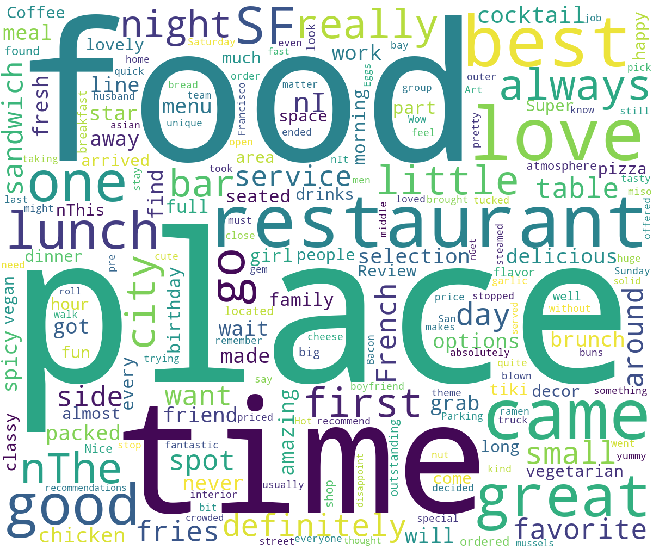 Coffee
meal
found
night
SF
really
best
cocktail
job
happy
lovely
home
quick
husband
line
work
look
Saturday
even
much
fast
order
bay
group
Eggs
bread
team
matter
menu
unique
nI
space
ended
Francisco
food
love
always
outer
Art
pick
Super
know
still
sandwich
fresh
star
away
arrived
asian
breakfast
taking
morning
part
Wow
feel
men
pretty
atmosphere
pizza
tasty
miso
offered
last
might
one
stay
open
took
area
service
drinks
bar
little
table
lunch
nThis
find
full
seated
must
loved
brought
tucked
restaurant
close
gem
middle
nGet
steamed
huge
Sunday
solid
need
dinner
pre
cute
city
birthday
girl
people
selection
delicious
Review
flavor
family
go
located
French
price
stopped
well
without
garlic
served
place
vegan
spicy
roll
walk
hour
got
fun
trying
wait
remember
made
big
cheese
Bacon
San
makes
day
options
absolutely
quite
brunch
buns
around
something
side
every
want
say
boyfriend
theme
grab
Parking
tiki
blown
decor
ramen
truck
came
classy
almost
packed
friend
priced
first
Hot
recommend
amazing
outstanding
long
small
yummy
nThe
Nice
stop
fantastic
spot
never
interior
bit
crowded
time
usually
shop
disappoint
nut
come
kind
decided
vegetarian
went
good
recommendations
chicken
fries
definitely
street
everyone
thought
will
special
ordered
great
mussels
favorite
nIt